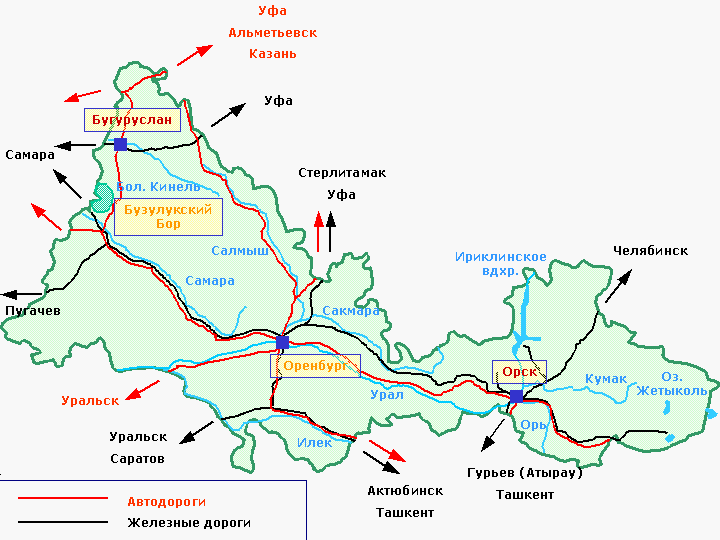 Уфа
Альметьевск
Казань
Уфа
Бугуруслан
Самара
Стерлитамак
Уфа
Бол. Кинель
Бузулукский
Бор
Салмыш
Ириклинское
вдхр.
Челябинск
Самара
Пугачев
Сакмара
Оренбург
Орск
Кумак
Оз.
Жетыколь
Урал
Уральск
Орь
Уральск
Саратов
Илек
Гурьев (Атырау)
Ташкент
Актюбинск
Ташкент
Автодороги
Железные дороги